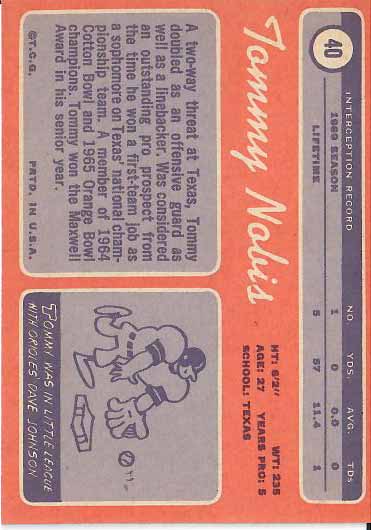 40
INTERCEPTION RECORD
NO. YDS. AVG. TDs
1969 SEASON 1 0 0.0 0
LIFETIME 5 57 11.4 1
Tommy Nobis
HT: 6'2" WT: 235
AGE: 27 YEARS PRO: 5
SCHOOL: TEXAS
A two-way threat at Texas, Tommy
doubled as an offensive guard as
well as a linebacker. Was considered
an outstanding pro prospect from
the time he won a first-team job as
a sophomore on Texas' national cham-
pionship team. A member of 1964
Cotton Bowl and 1965 Orange Bowl
champions. Tommy won the Maxwell
Award in his senior year.
©T.C.G. PRTD. IN U.S.A.
TOMMY WAS IN LITTLE LEAGUE
WITH ORIOLES' DAVE JOHNSON